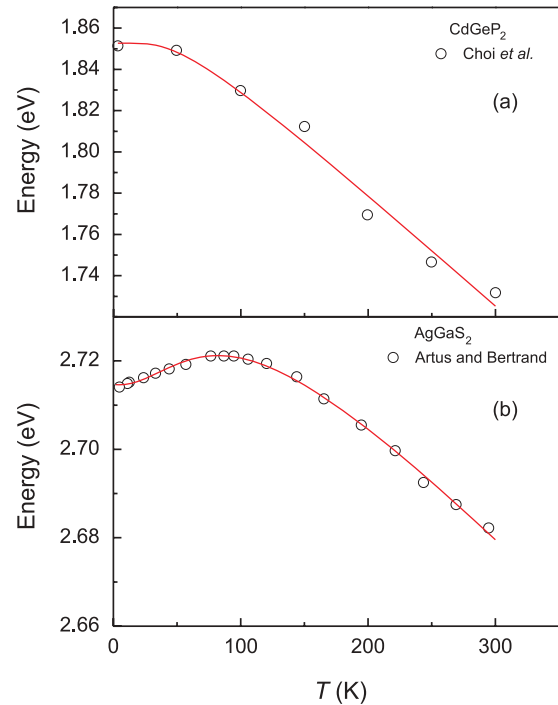 CdGeP₂
Choi et al.
(a)
Energy (eV)
1.86
1.84
1.82
1.80
1.78
1.76
1.74
AgGaS₂
Artus and Bertrand
(b)
Energy (eV)
2.72
2.70
2.68
2.66
0 100 200 300
T (K)